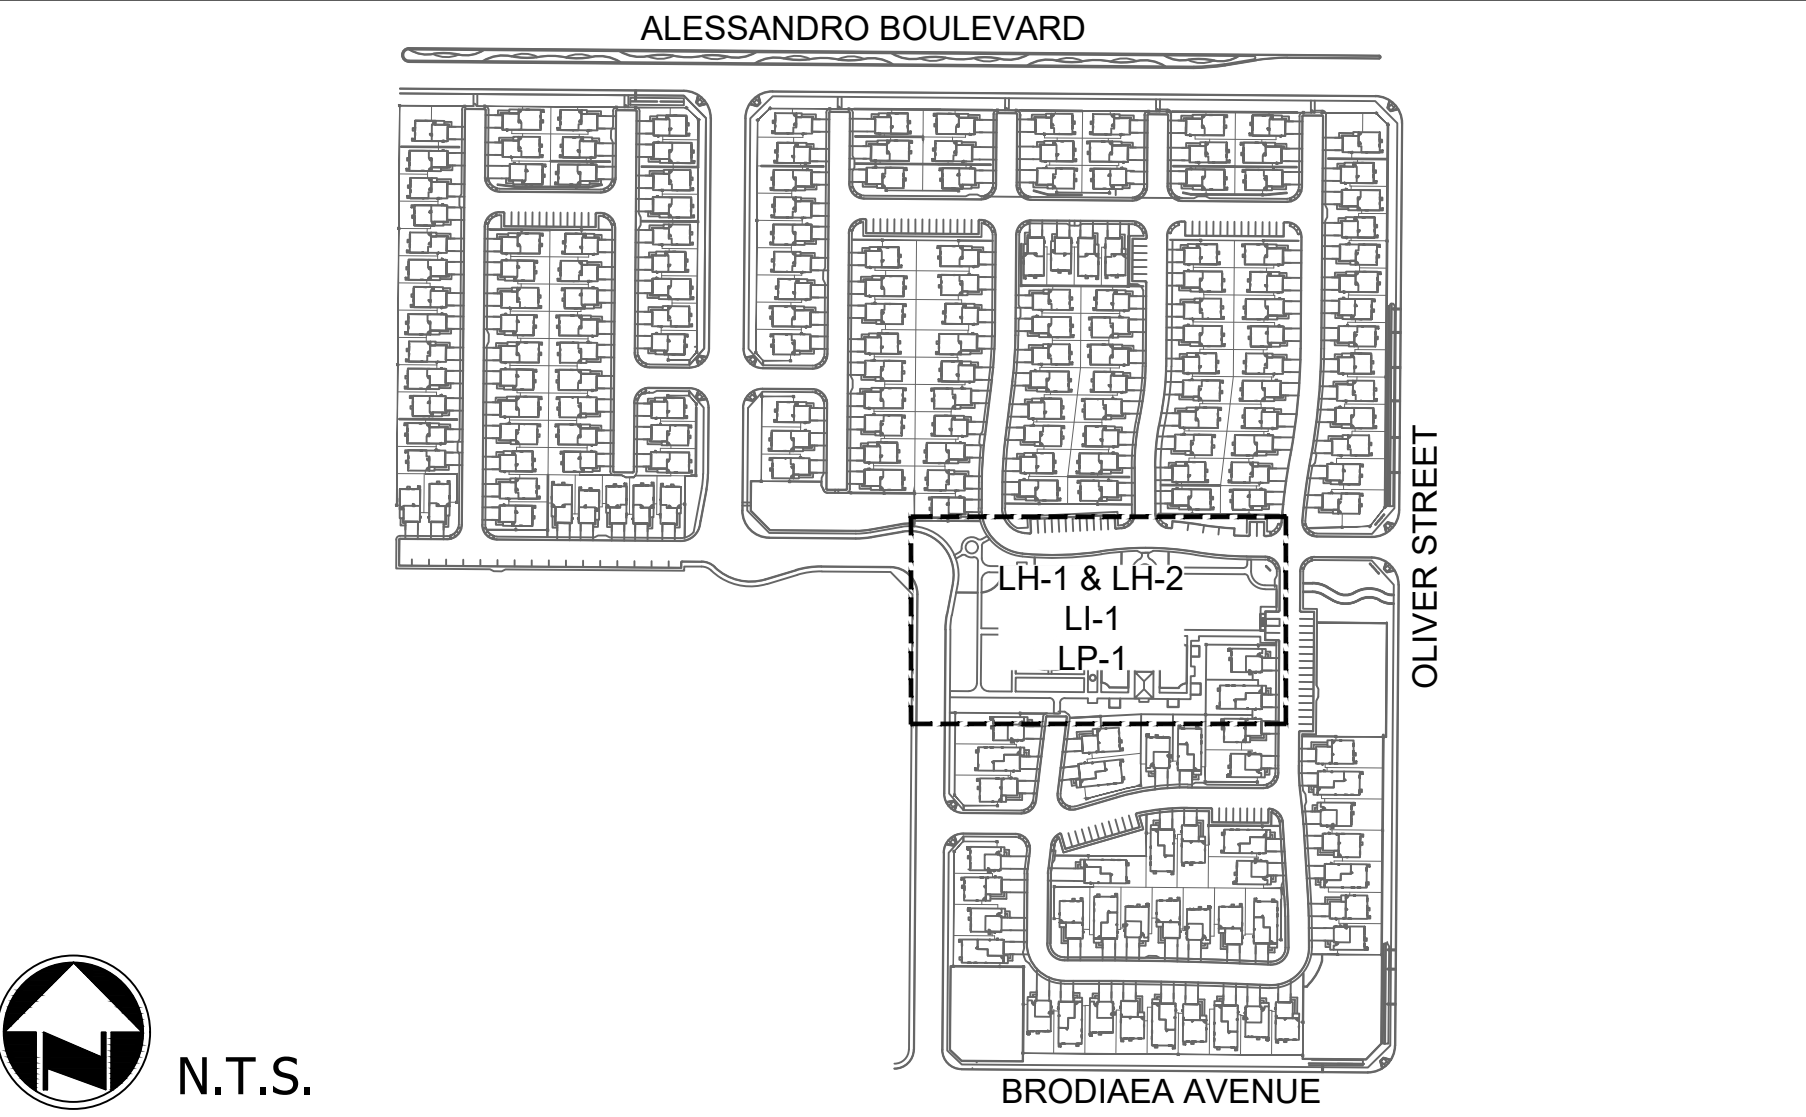 ALESSANDRO BOULEVARD
OLIVER STREET
LH-1 & LH-2
LI-1
LP-1
N
N.T.S.
BRODIAEA AVENUE